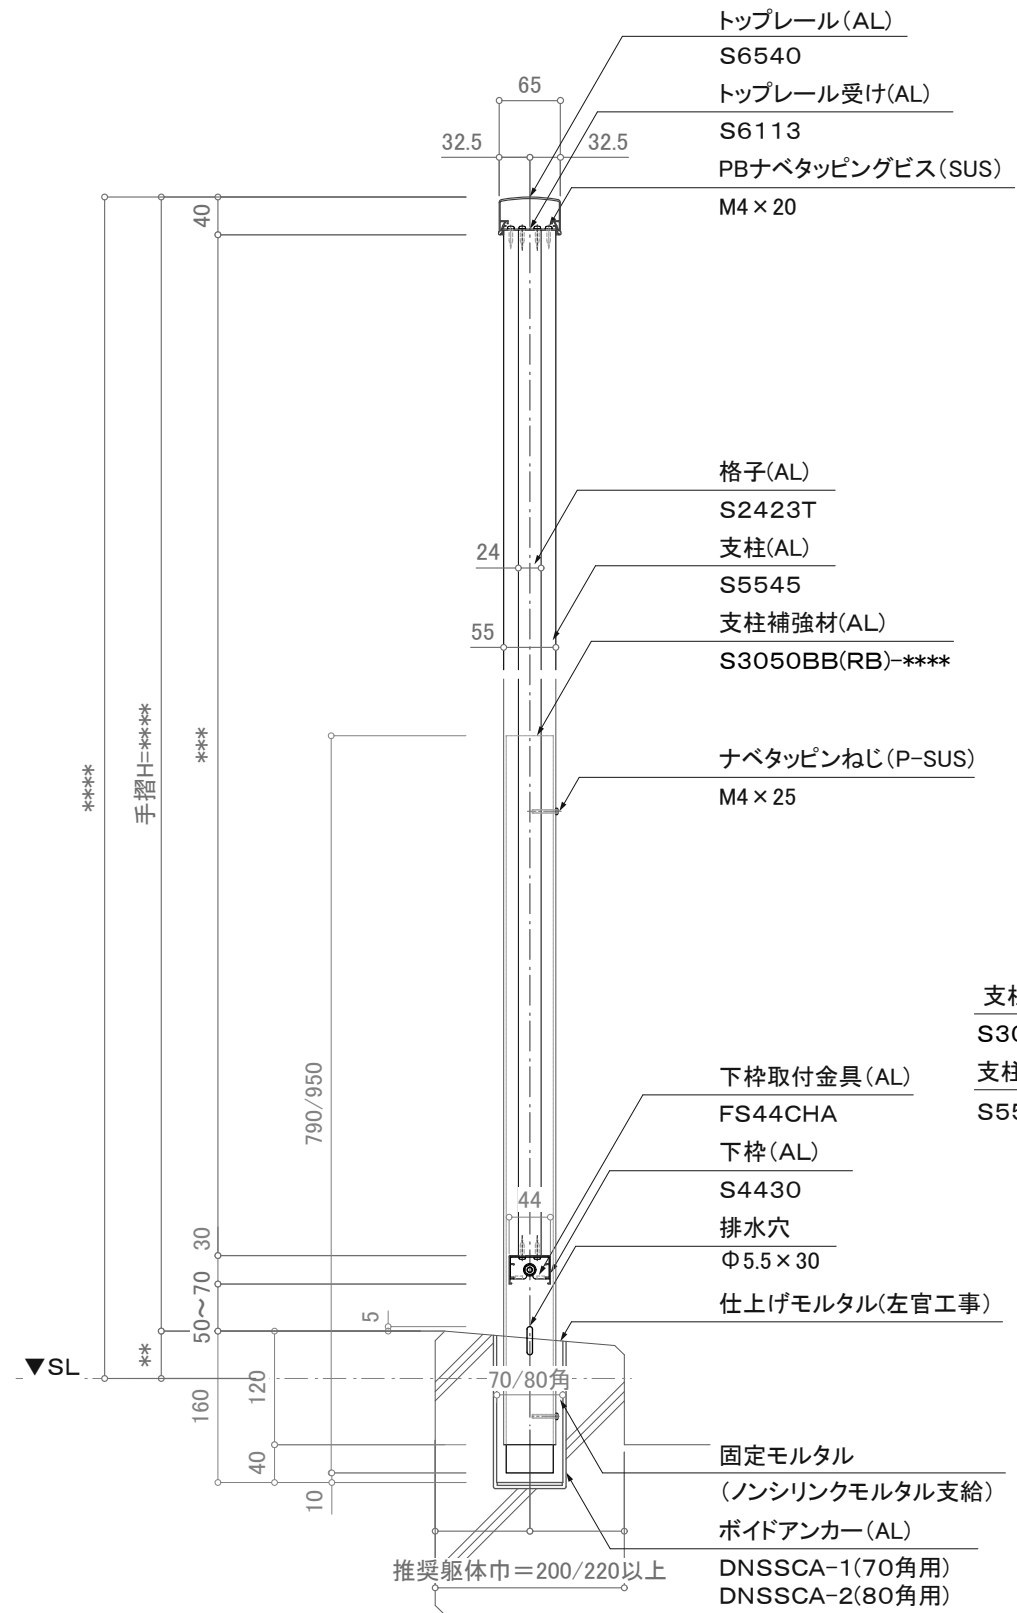 トップレール(AL)
S6540
65
トップレール受け(AL)
S6113
32.5
32.5
PBナベタッピングビス(SUS)
M4×20
40
格子(AL)
S2423T
24
支柱(AL)
S5545
55
支柱補強材(AL)
S3050BB(RB)-****
手摺H=****
***
****
ナベタッピンねじ(P-SUS)
M4×25
790/950
下枠取付金具(AL)
FS44CHA
下枠(AL)
S4430
44
排水穴
Φ5.5×30
30
50～70
5
仕上げモルタル(左官工事)
**
▼SL
70/80角
160
120
40
10
固定モルタル
(ノンシリンクモルタル支給)
ボイドアンカー(AL)
DNSSCA-1(70角用)
DNSSCA-2(80角用)
推奨躯体巾=200/220以上
支柱
S30
支柱
S55